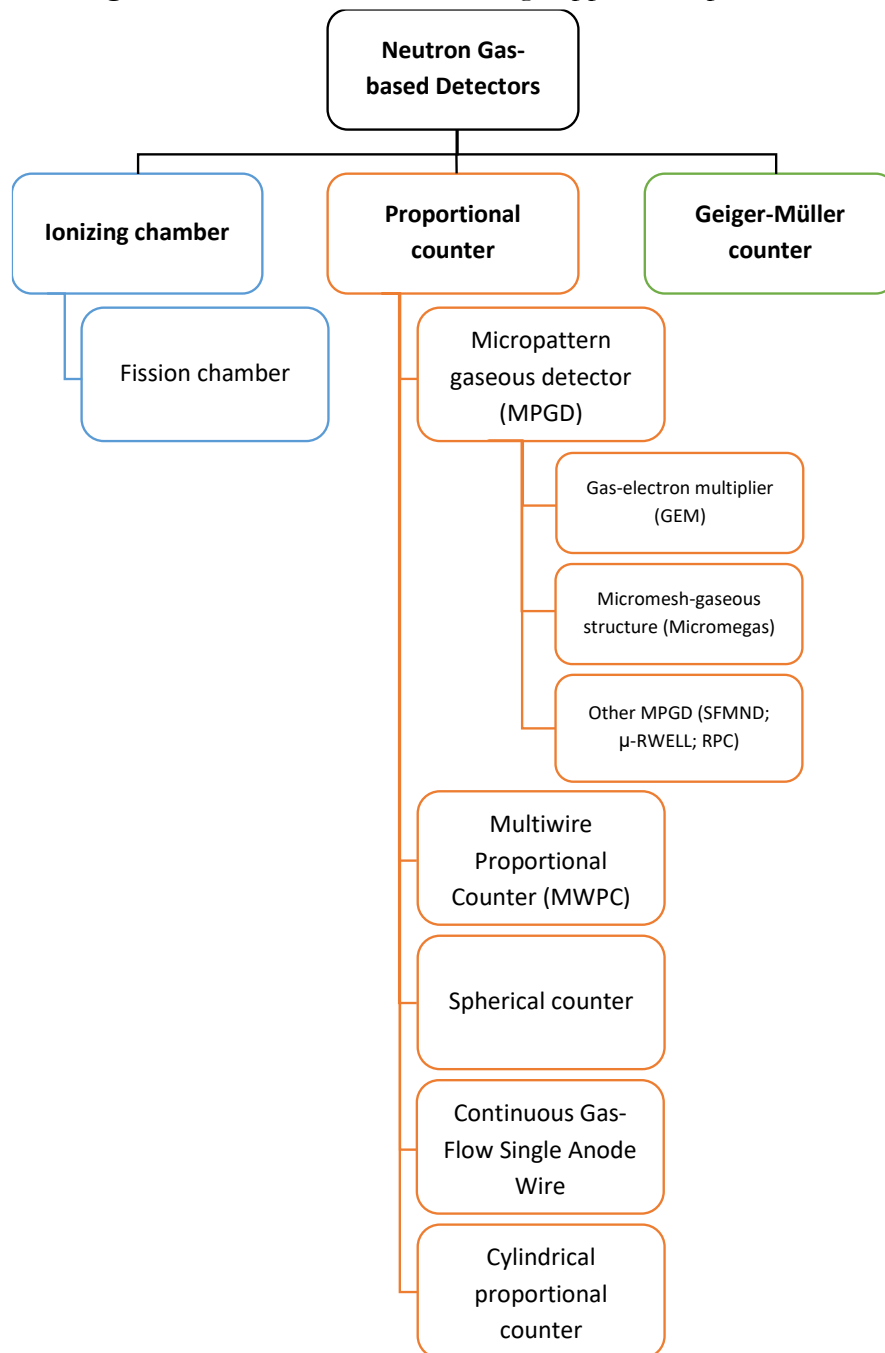 Neutron Gas-
based Detectors
Ionizing chamber
Proportional
counter
Geiger-Müller
counter
Fission chamber
Micropattern
gaseous detector
(MPGD)
Gas-electron multiplier
(GEM)
Micromesh-gaseous
structure (Micromegas)
Other MPGD (SFMND;
µ-RWELL; RPC)
Multiwire
Proportional
Counter (MWPC)
Spherical counter
Continuous Gas-
Flow Single Anode
Wire
Cylindrical
proportional
counter